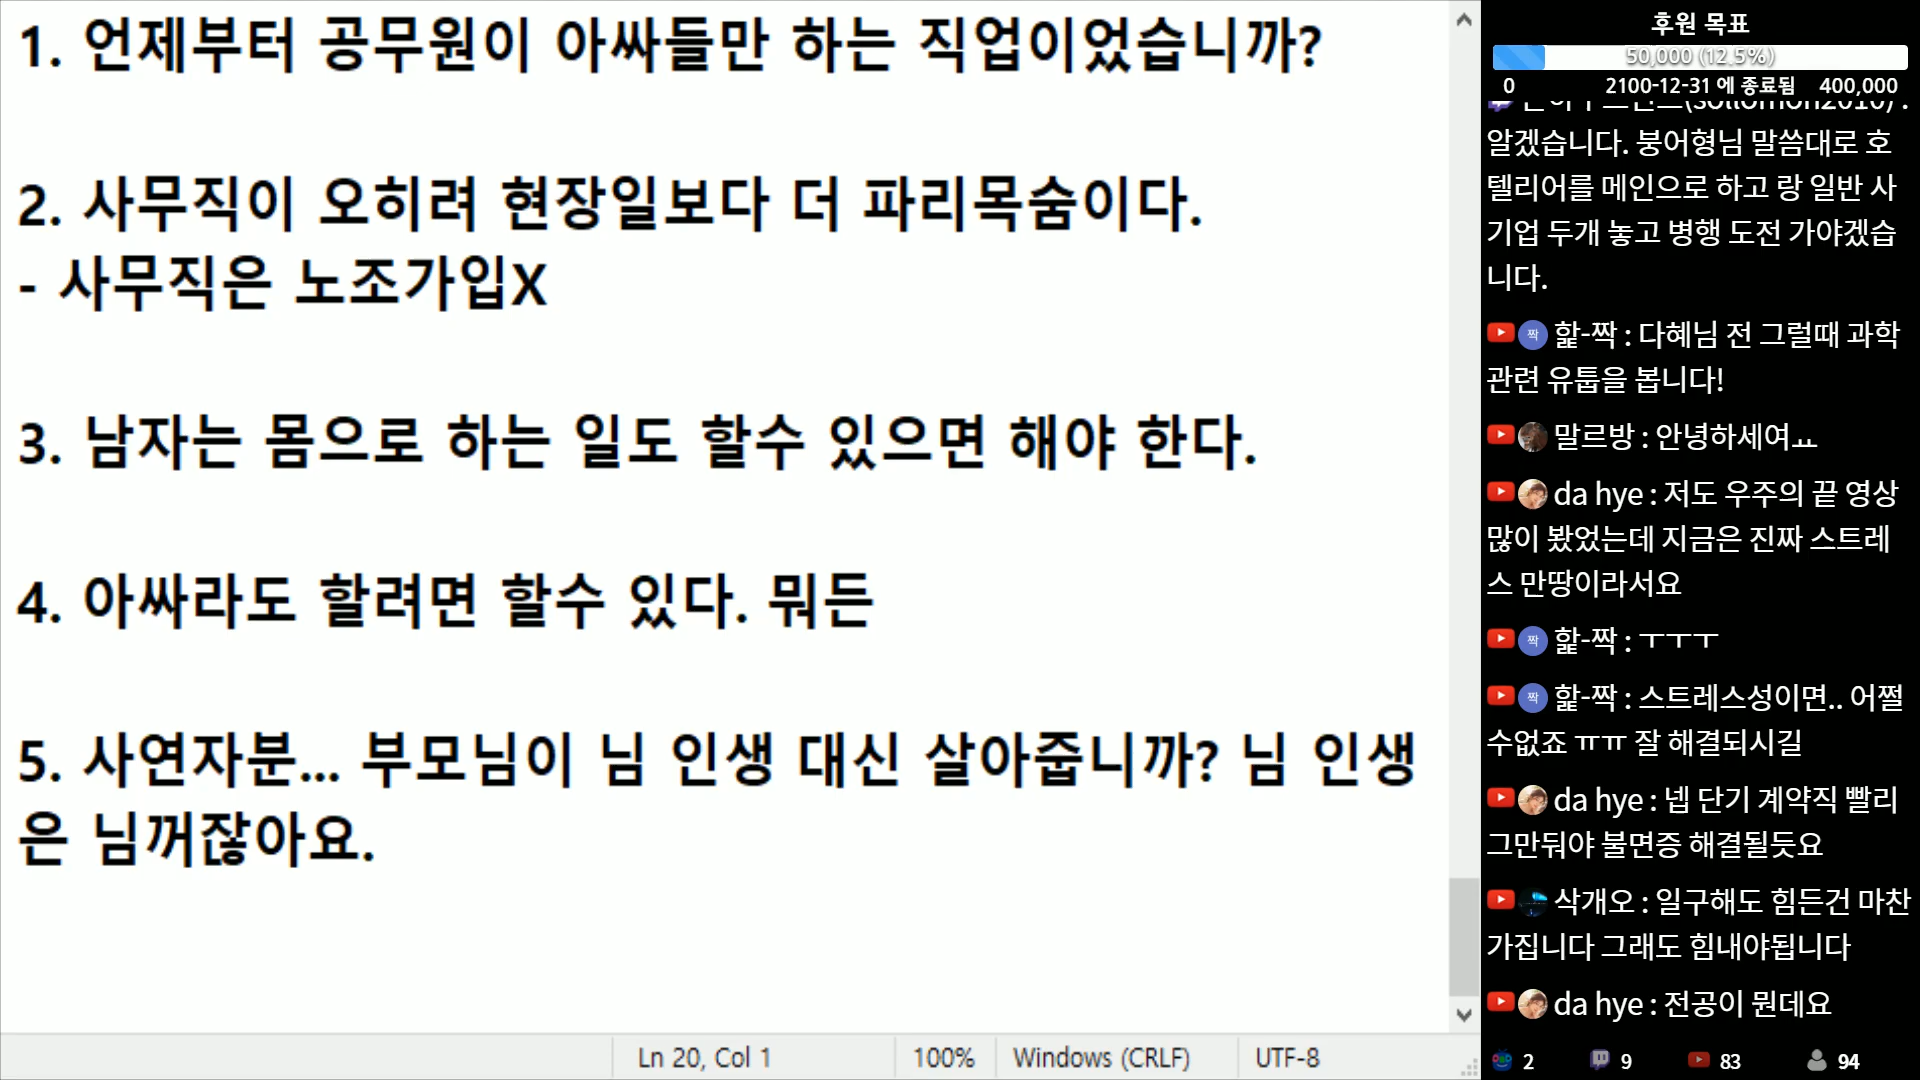 1. 언제부터 공무원이 아싸들만 하는 직업이었습니까?
2. 사무직이 오히려 현장일보다 더 파리목숨이다.
- 사무직은 노조가입X
3. 남자는 몸으로 하는 일도 할수 있으면 해야 한다.
4. 아싸라도 할려면 할수 있다. 뭐든
5. 사연자분... 부모님이 님 인생 대신 살아줍니까? 님 인생
은 님꺼잖아요.
Ln 20, Col 1
100%
Windows (CRLF)
UTF-8
후원 목표
50,000 (12.5%)
0 2100-12-31 에 종료됨 400,000
(sollomon2010) :
알겠습니다. 붕어형님 말씀대로 호
텔리어를 메인으로 하고 랑 일반 사
기업 두개 놓고 병행 도전 가야겠습
니다.
짝 핥-짝 : 다혜님 전 그럴때 과학
관련 유툽을 봅니다!
말르방 : 안녕하세여ㅛ
da hye : 저도 우주의 끝 영상
많이 봤었는데 지금은 진짜 스트레
스 만땅이라서요
짝 핥-짝 : ㅜㅜㅜ
짝 핥-짝 : 스트레스성이면.. 어쩔
수없죠 ㅠㅠ 잘 해결되시길
da hye : 넵 단기 계약직 빨리
그만둬야 불면증 해결될듯요
삭개오 : 일구해도 힘든건 마찬
가집니다 그래도 힘내야됩니다
da hye : 전공이 뭔데요
2 9 83 94